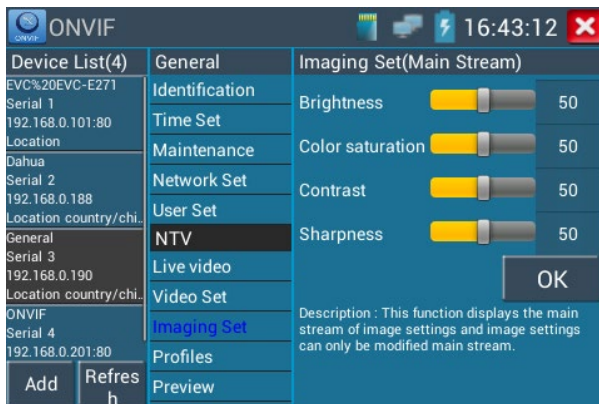 ONVIF
ONVIF
16:43:12
Device List(4)
EVC%20EVC-E271
Serial 1
192.168.0.101:80
Location
Dahua
Serial 2
192.168.0.188
Location country/chi..
General
Serial 3
192.168.0.190
Location country/chi..
ONVIF
Serial 4
192.168.0.201:80
Add
Refres
h
General
Identification
Time Set
Maintenance
Network Set
User Set
NTV
Live video
Video Set
Imaging Set
Profiles
Preview
Imaging Set(Main Stream)
Brightness 50
Color saturation 50
Contrast 50
Sharpness 50
OK
Description : This function displays the main
stream of image settings and image settings
can only be modified main stream.